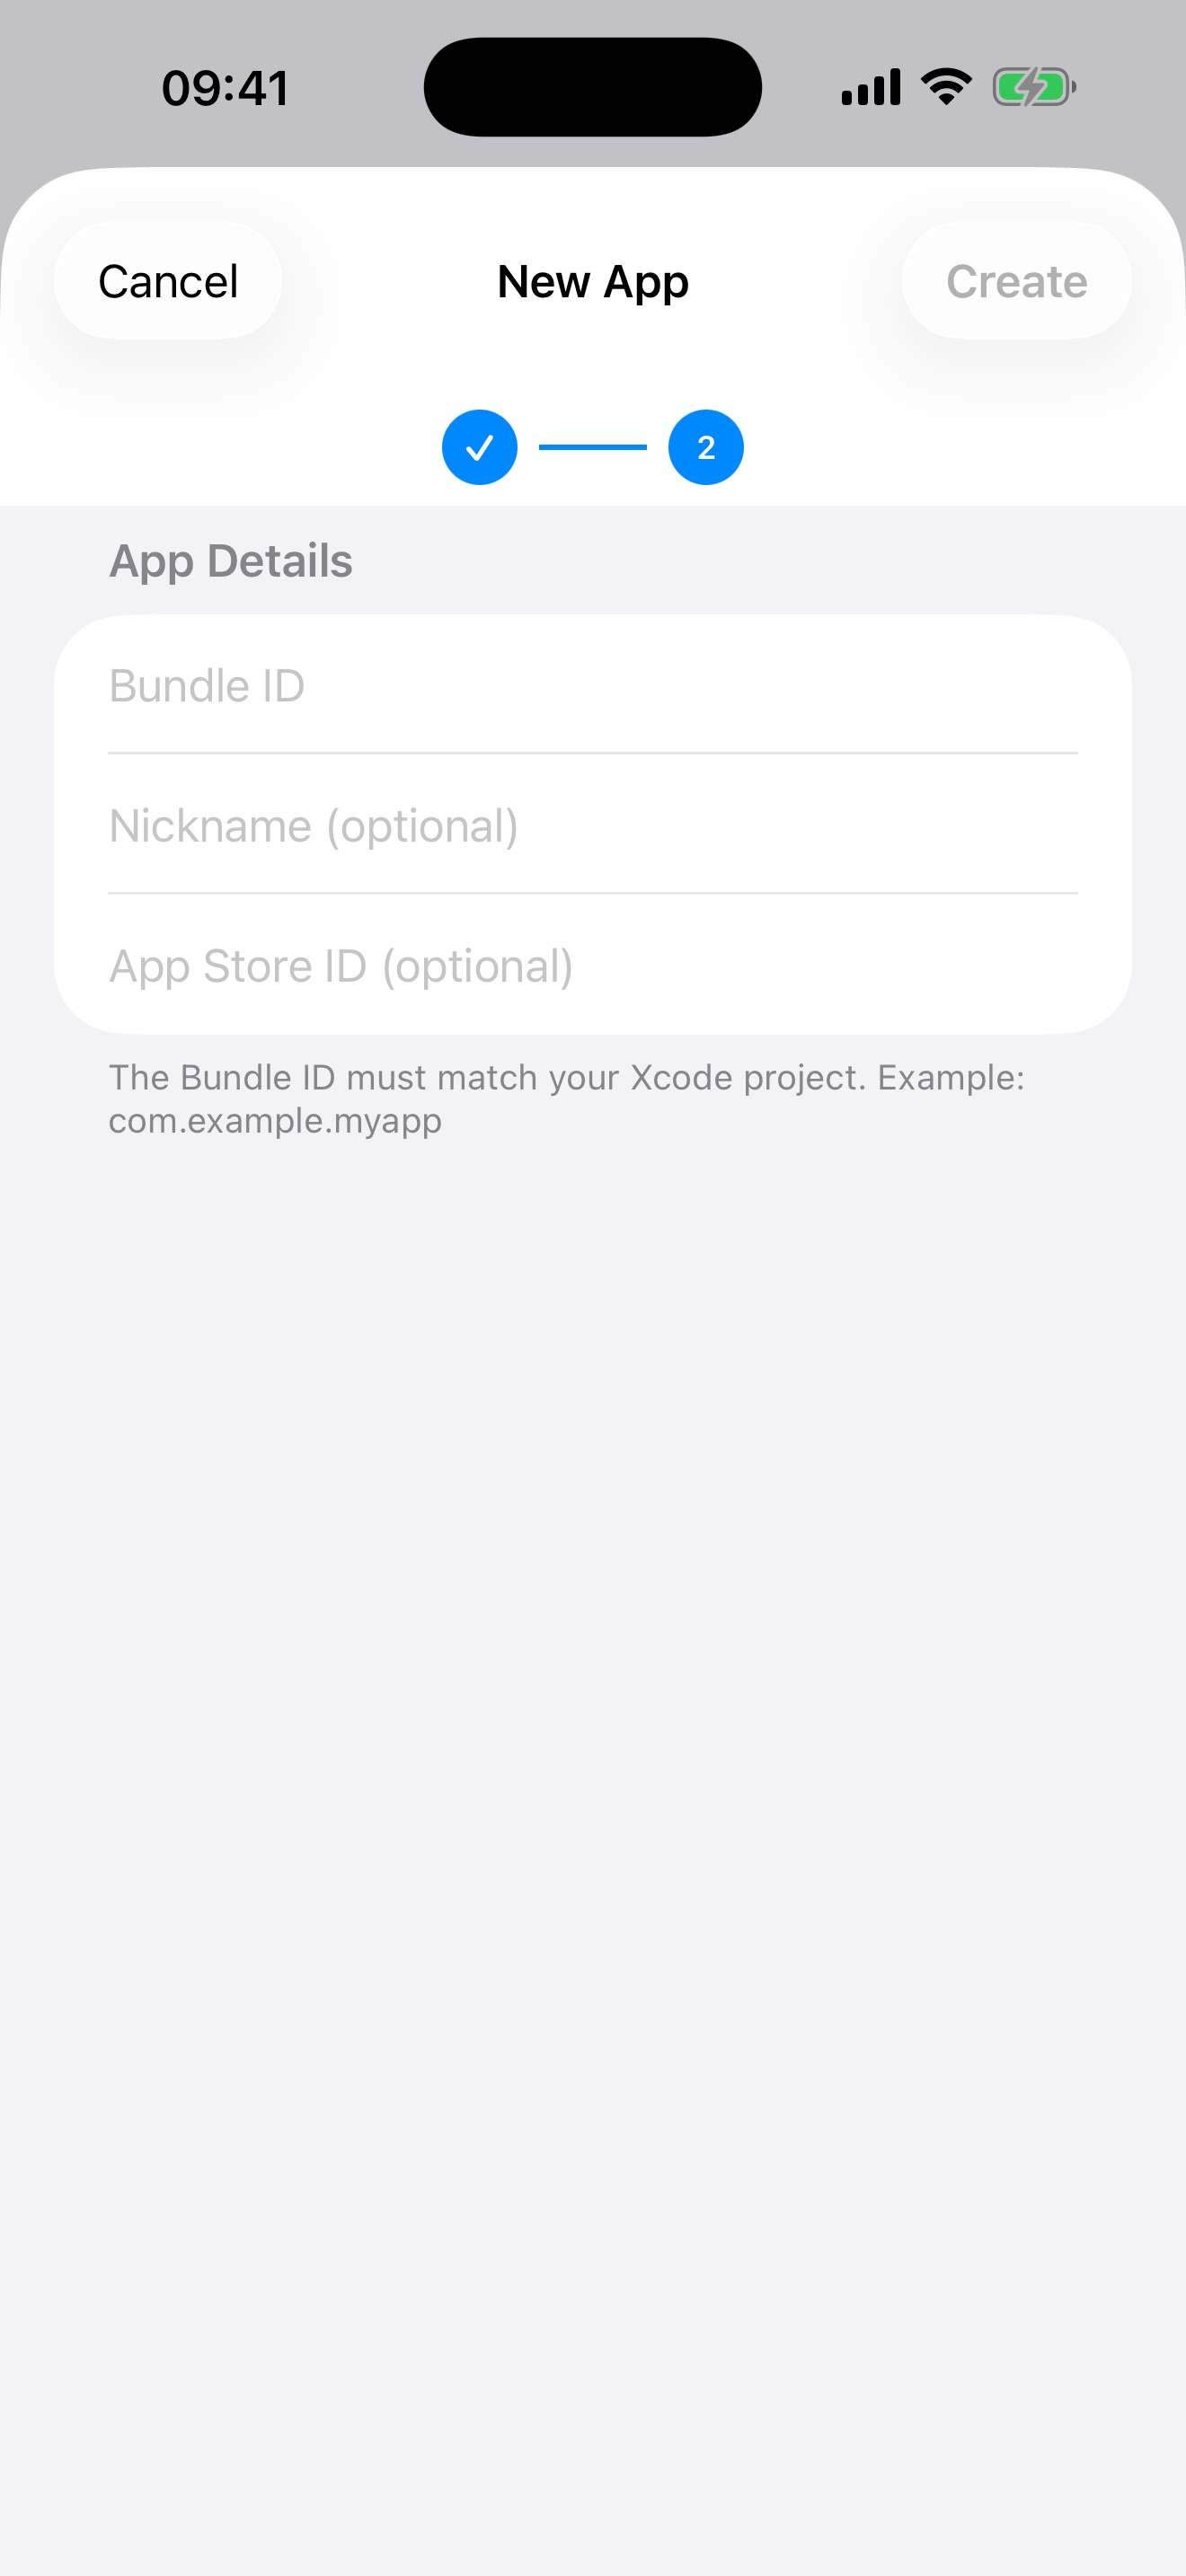 09:41
Cancel
New App
Create
2
App Details
Bundle ID
Nickname (optional)
App Store ID (optional)
The Bundle ID must match your Xcode project. Example:
com.example.myapp